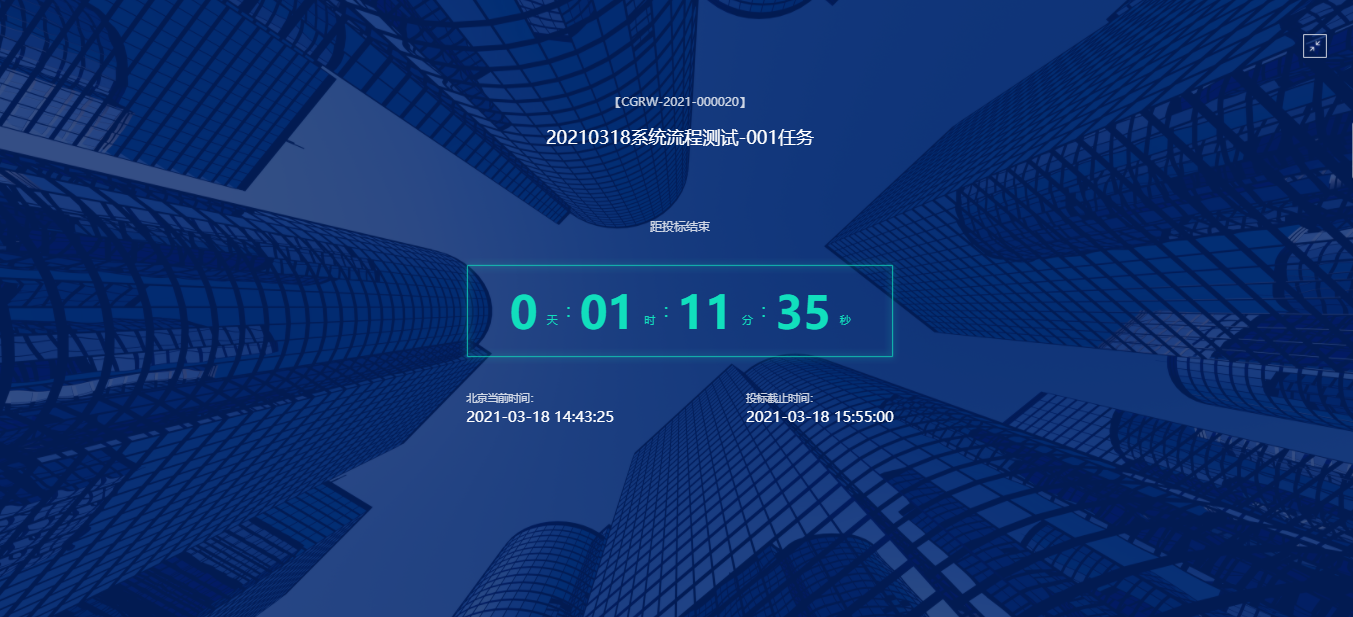 【CGRW-2021-000020】
20210318系统流程测试-001任务
距投标结束
0 天 : 01 时 : 11 分 : 35 秒
北京当前时间: 投标截止时间:
2021-03-18 14:43:25 2021-03-18 15:55:00